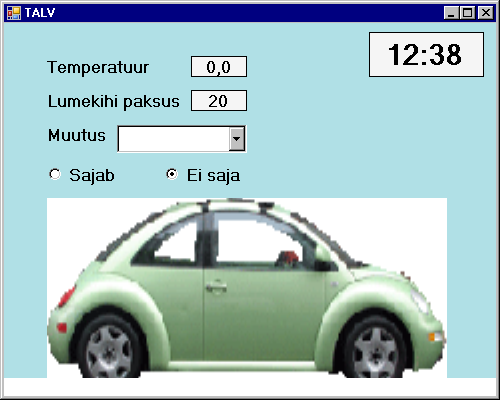 TALV
12:38
Temperatuur 0,0
Lumekihi paksus 20
Muutus
Sajab Ei saja